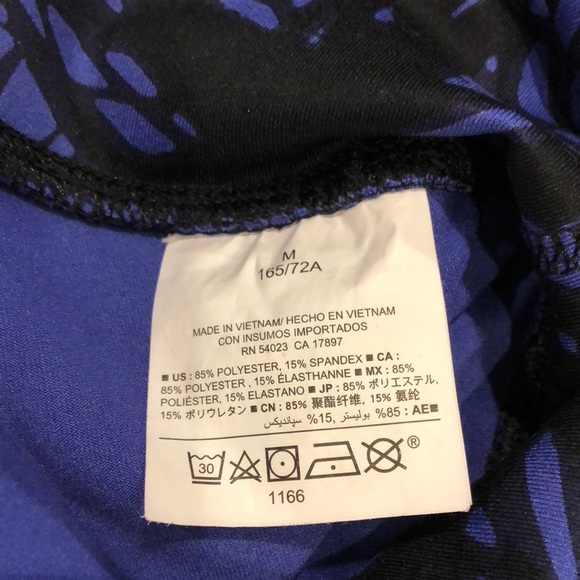 M
165/72A
MADE IN VIETNAM/ HECHO EN VIETNAM
CON INSUMOS IMPORTADOS
RN 54023 CA 17897
■ US : 85% POLYESTER, 15% SPANDEX ■ CA :
85% POLYESTER , 15% ÉLASTHANNE ■ MX : 85%
POLIÉSTER, 15% ELASTANO ■ JP : 85% ポリエステル,
15% ポリウレタン ■ CN : 85% 聚酯纤维, 15% 氨纶
■AE : 85% بوليستر ,15% سپانديكس
30 ®
1166